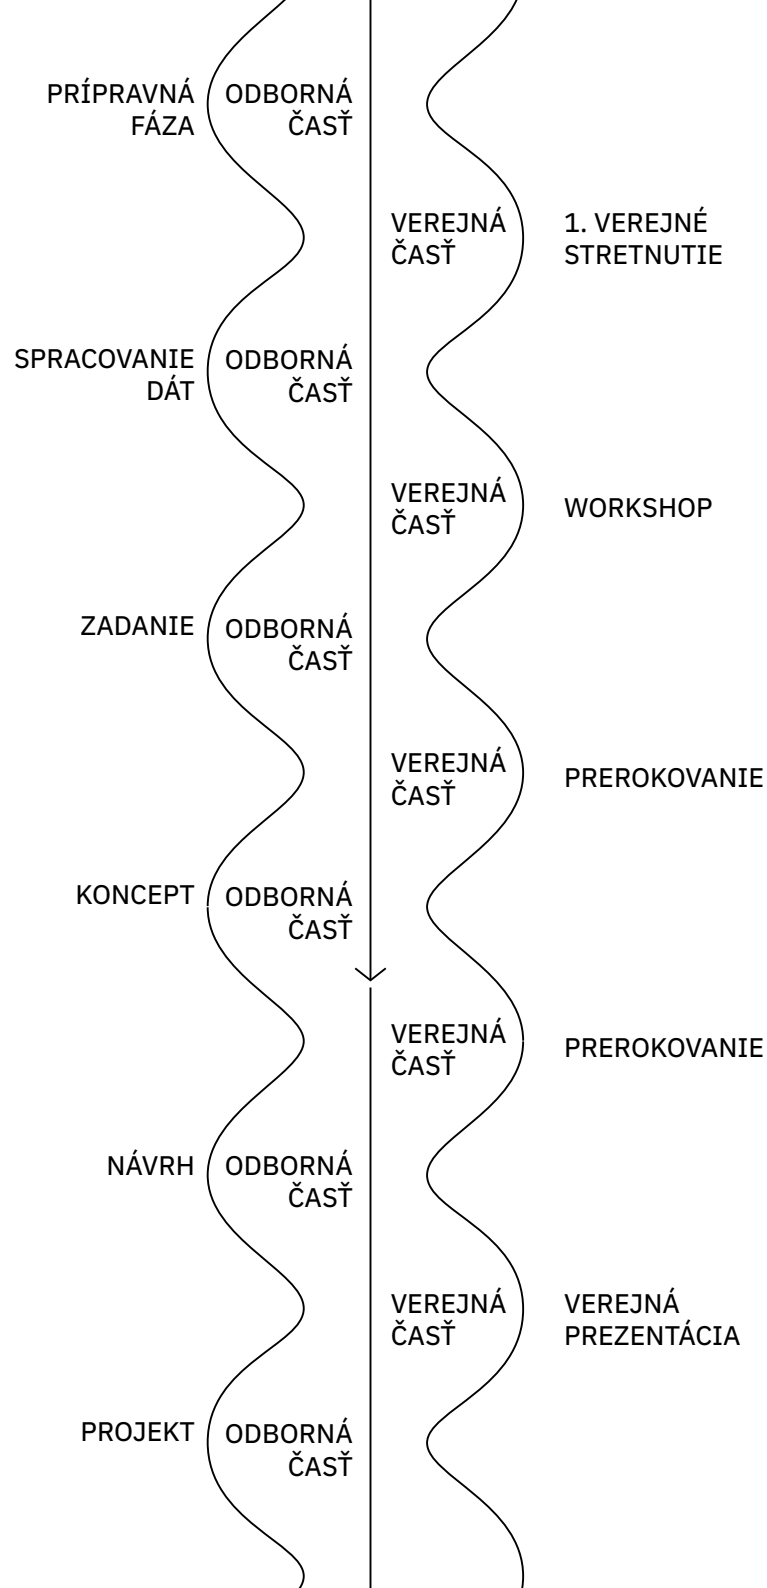 PRÍPRAVNÁ
FÁZA
ODBORNÁ
ČASŤ
VEREJNÁ
ČASŤ
1. VEREJNÉ
STRETNUTIE
SPRACOVANIE
DÁT
ODBORNÁ
ČASŤ
VEREJNÁ
ČASŤ
WORKSHOP
ZADANIE
ODBORNÁ
ČASŤ
VEREJNÁ
ČASŤ
PREROKOVANIE
KONCEPT
ODBORNÁ
ČASŤ
VEREJNÁ
ČASŤ
PREROKOVANIE
NÁVRH
ODBORNÁ
ČASŤ
VEREJNÁ
ČASŤ
VEREJNÁ
PREZENTÁCIA
PROJEKT
ODBORNÁ
ČASŤ